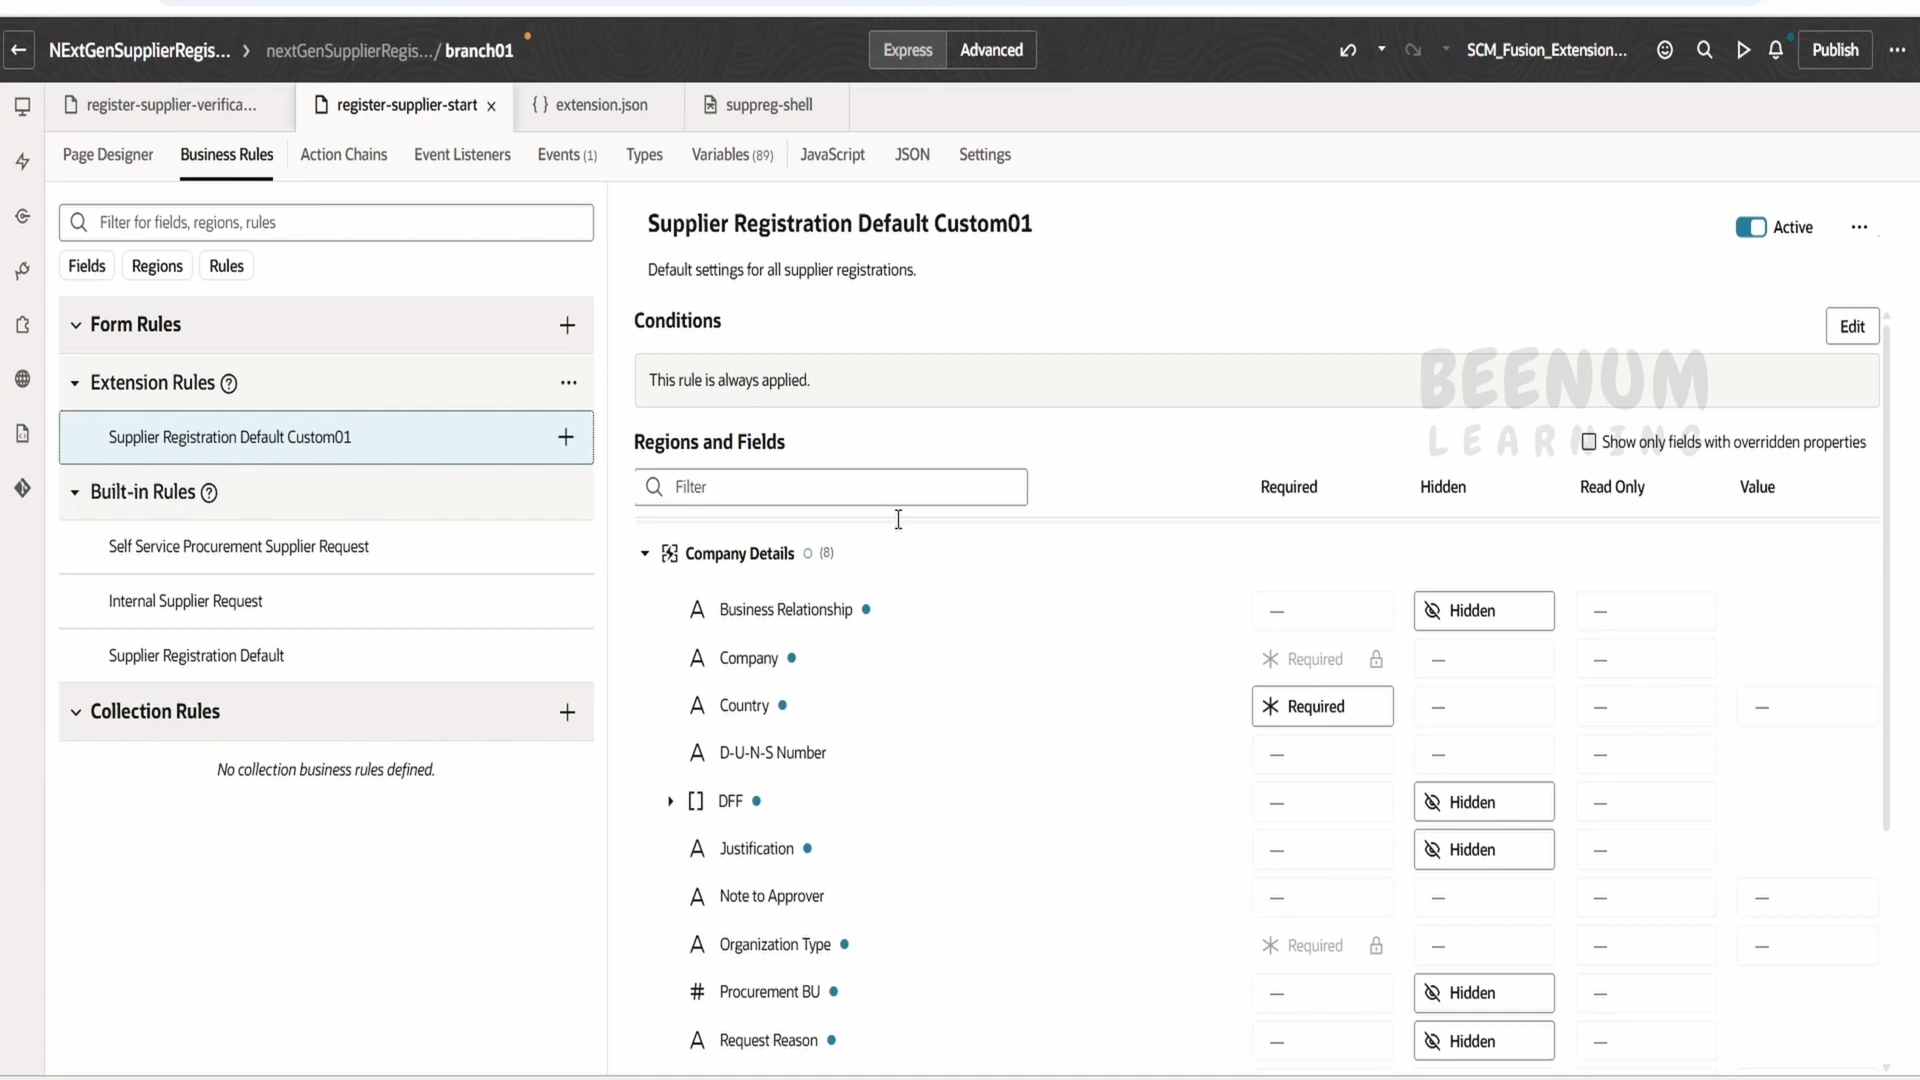 NExtGenSupplierRegis... > nextGenSupplierRegis... / branch01 Express Advanced SCM_Fusion_Extension... Publish
register-supplier-verifica... register-supplier-start extension.json suppreg-shell
Page Designer Business Rules Action Chains Event Listeners Events (1) Types Variables (89) JavaScript JSON Settings
Filter for fields, regions, rules
Fields Regions Rules
Form Rules
Extension Rules
Supplier Registration Default Custom01
Built-in Rules
Self Service Procurement Supplier Request
Internal Supplier Request
Supplier Registration Default
Collection Rules
No collection business rules defined.
Supplier Registration Default Custom01
Active
Default settings for all supplier registrations.
Conditions
Edit
This rule is always applied.
BEENUM
LEARNING
Regions and Fields
Show only fields with overridden properties
Filter Required Hidden Read Only Value
Company Details (8)
Business Relationship — Hidden —
Company Required — —
Country Required — — —
D-U-N-S Number — — —
DFF — Hidden —
Justification — Hidden —
Note to Approver — — — —
Organization Type Required — — —
Procurement BU — Hidden —
Request Reason — Hidden —